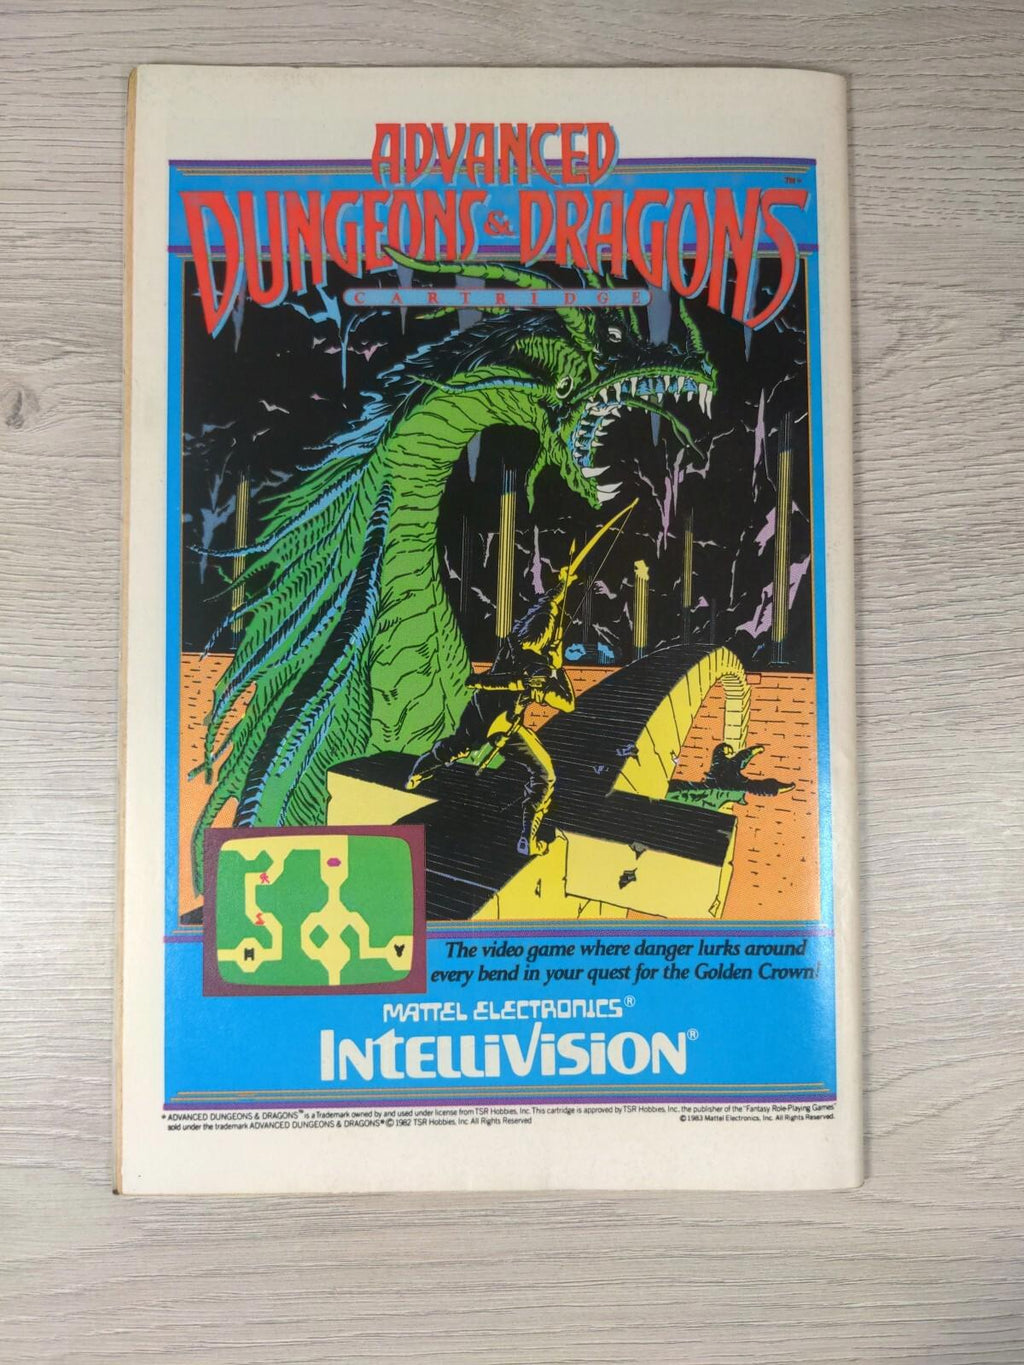 ADVANCED
DUNGEONS & DRAGONS™*
CARTRIDGE
The video game where danger lurks around
every bend in your quest for the Golden Crown!
MATTEL ELECTRONICS®
INTELLIVISION®
* ADVANCED DUNGEONS & DRAGONS™ is a Trademark owned by and used under license from TSR Hobbies, Inc. This cartridge is approved by TSR Hobbies, Inc., the publisher of the "Fantasy Role-Playing Games"
sold under the trademark ADVANCED DUNGEONS & DRAGONS® © 1982 TSR Hobbies, Inc. All Rights Reserved © 1983 Mattel Electronics, Inc. All Rights Reserved.